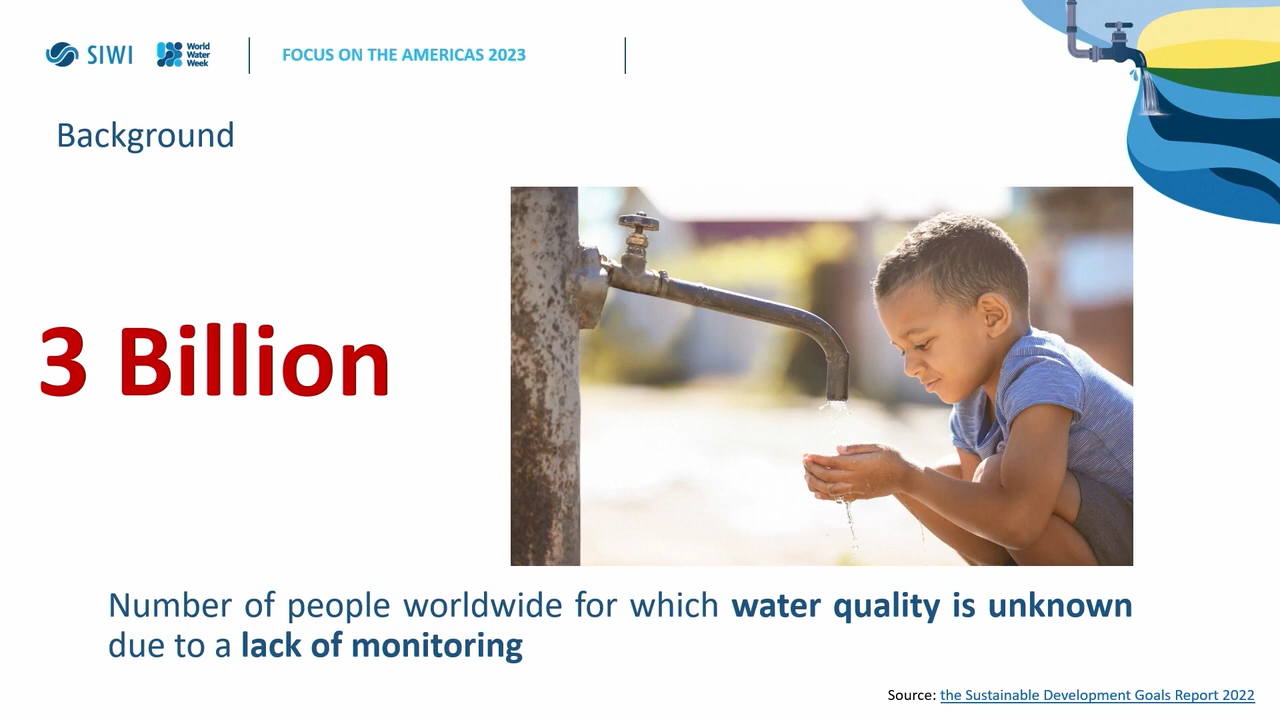 SIWI
World
Water
Week
FOCUS ON THE AMERICAS 2023
Background
3 Billion
Number of people worldwide for which water quality is unknown
due to a lack of monitoring
Source: the Sustainable Development Goals Report 2022